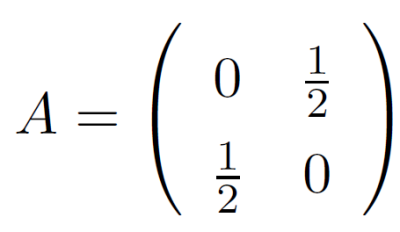 A = ( 0 1/2
1/2 0 )